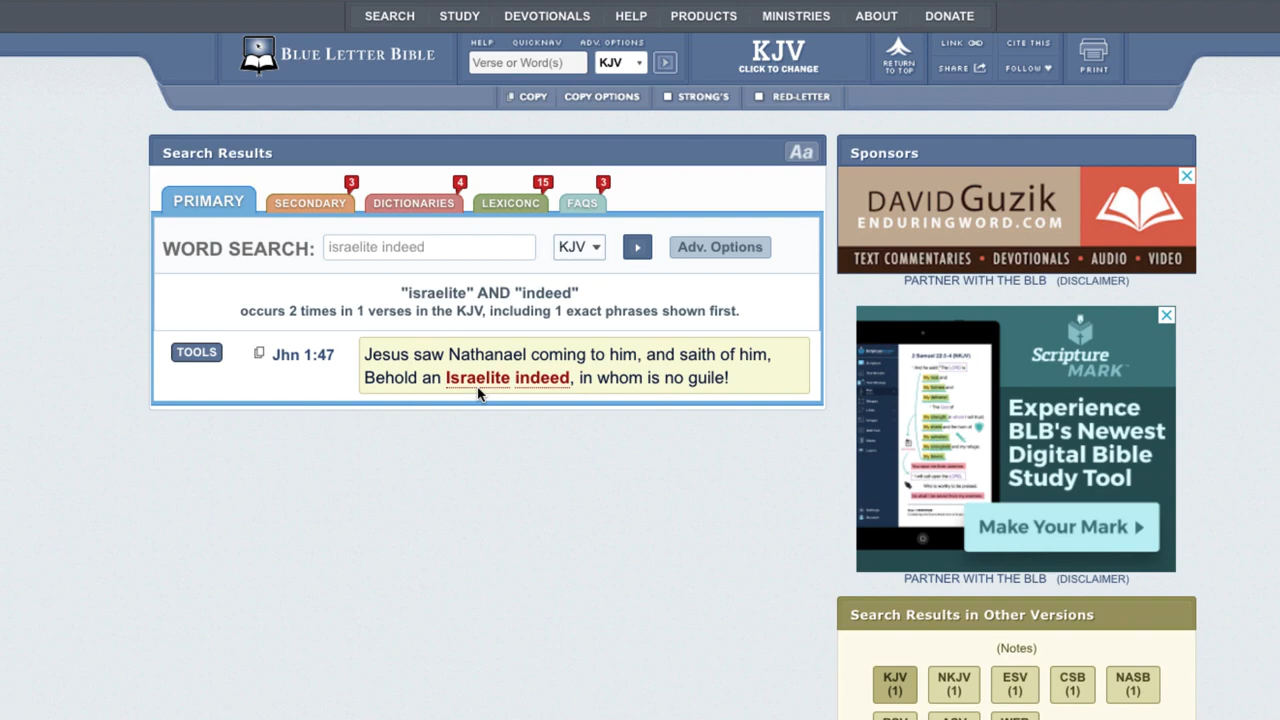 SEARCH STUDY DEVOTIONALS HELP PRODUCTS MINISTRIES ABOUT DONATE
BLUE LETTER BIBLE
HELP QUICKNAV ADV. OPTIONS
Verse or Word(s) KJV
KJV
CLICK TO CHANGE
RETURN
TO TOP
LINK CITE THIS
SHARE FOLLOW
PRINT
COPY COPY OPTIONS STRONG'S RED-LETTER
Search Results Aa
3 4 15 3
PRIMARY SECONDARY DICTIONARIES LEXICONC FAQS
WORD SEARCH: israelite indeed KJV Adv. Options
"israelite" AND "indeed"
occurs 2 times in 1 verses in the KJV, including 1 exact phrases shown first.
TOOLS Jhn 1:47 Jesus saw Nathanael coming to him, and saith of him,
Behold an Israelite indeed, in whom is no guile!
Sponsors
DAVID GUZIK
ENDURINGWORD.COM
TEXT COMMENTARIES • DEVOTIONALS • AUDIO • VIDEO
PARTNER WITH THE BLB (DISCLAIMER)
2 Samuel 22:3-4 (NKJV)
Scripture
MARK™
Experience
BLB's Newest
Digital Bible
Study Tool
Make Your Mark
PARTNER WITH THE BLB (DISCLAIMER)
Search Results in Other Versions
(Notes)
KJV NKJV ESV CSB NASB
(1) (1) (1) (1) (1)